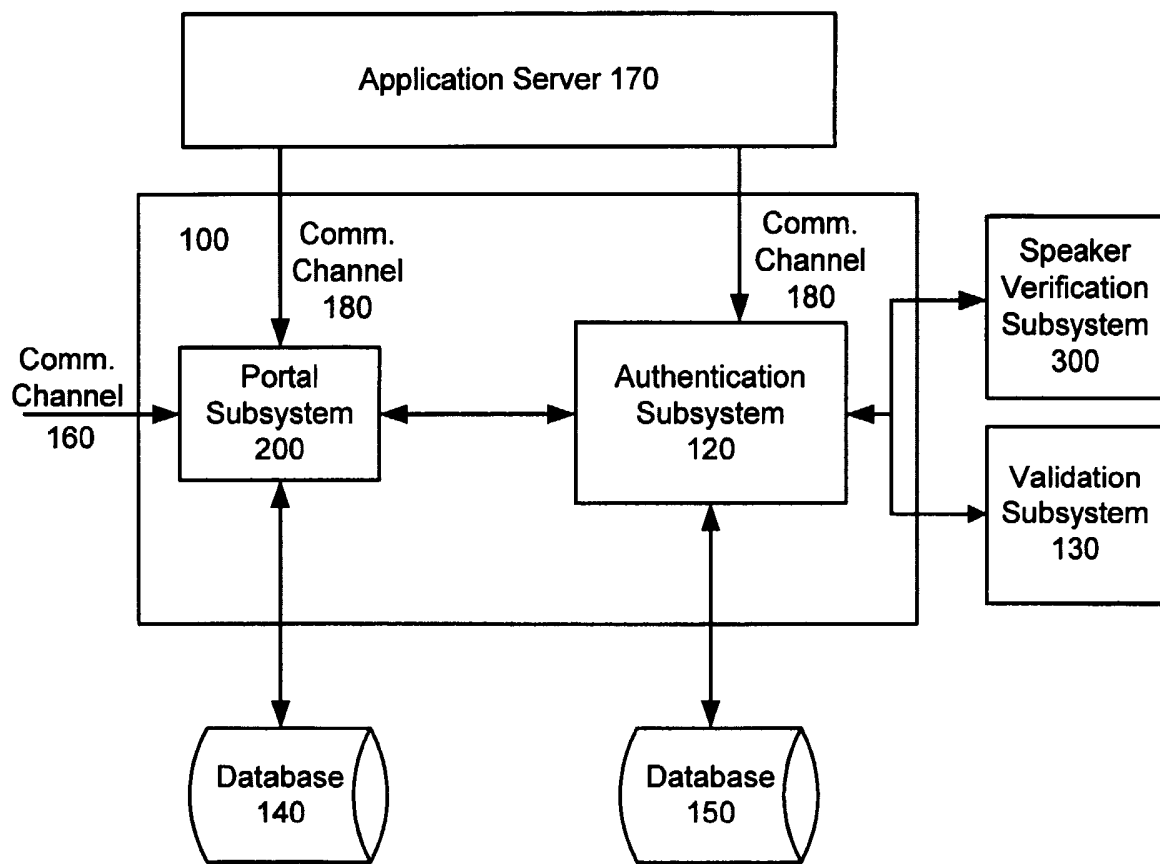 Application Server 170
100
Comm.
Channel
180
Comm.
Channel
180
Comm.
Channel
160
Portal
Subsystem
200
Authentication
Subsystem
120
Speaker
Verification
Subsystem
300
Validation
Subsystem
130
Database
140
Database
150